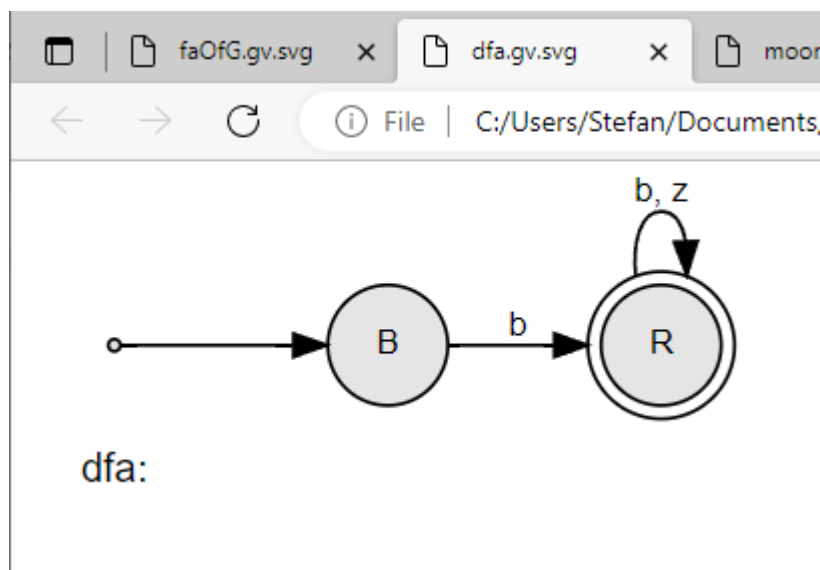 faOfG.gv.svg dfa.gv.svg moor
File C:/Users/Stefan/Documents,
b, z
B b R
dfa: